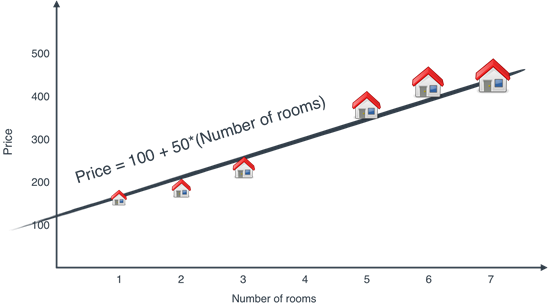 500
400
300
200
100
Price
Price = 100 + 50*(Number of rooms)
1 2 3 4 5 6 7
Number of rooms